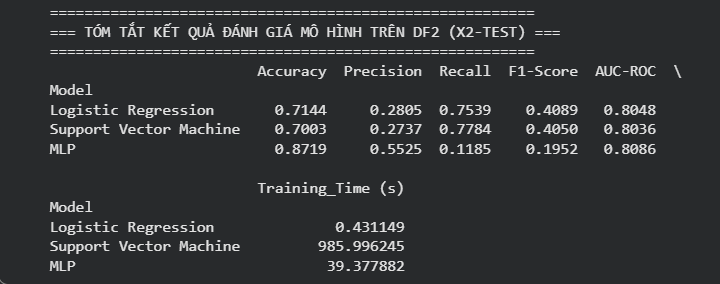 ======================================================
=== TÓM TẮT KẾT QUẢ ĐÁNH GIÁ MÔ HÌNH TRÊN DF2 (X2-TEST) ===
======================================================
Accuracy Precision Recall F1-Score AUC-ROC \
Model
Logistic Regression 0.7144 0.2805 0.7539 0.4089 0.8048
Support Vector Machine 0.7003 0.2737 0.7784 0.4050 0.8036
MLP 0.8719 0.5525 0.1185 0.1952 0.8086
Training_Time (s)
Model
Logistic Regression 0.431149
Support Vector Machine 985.996245
MLP 39.377882